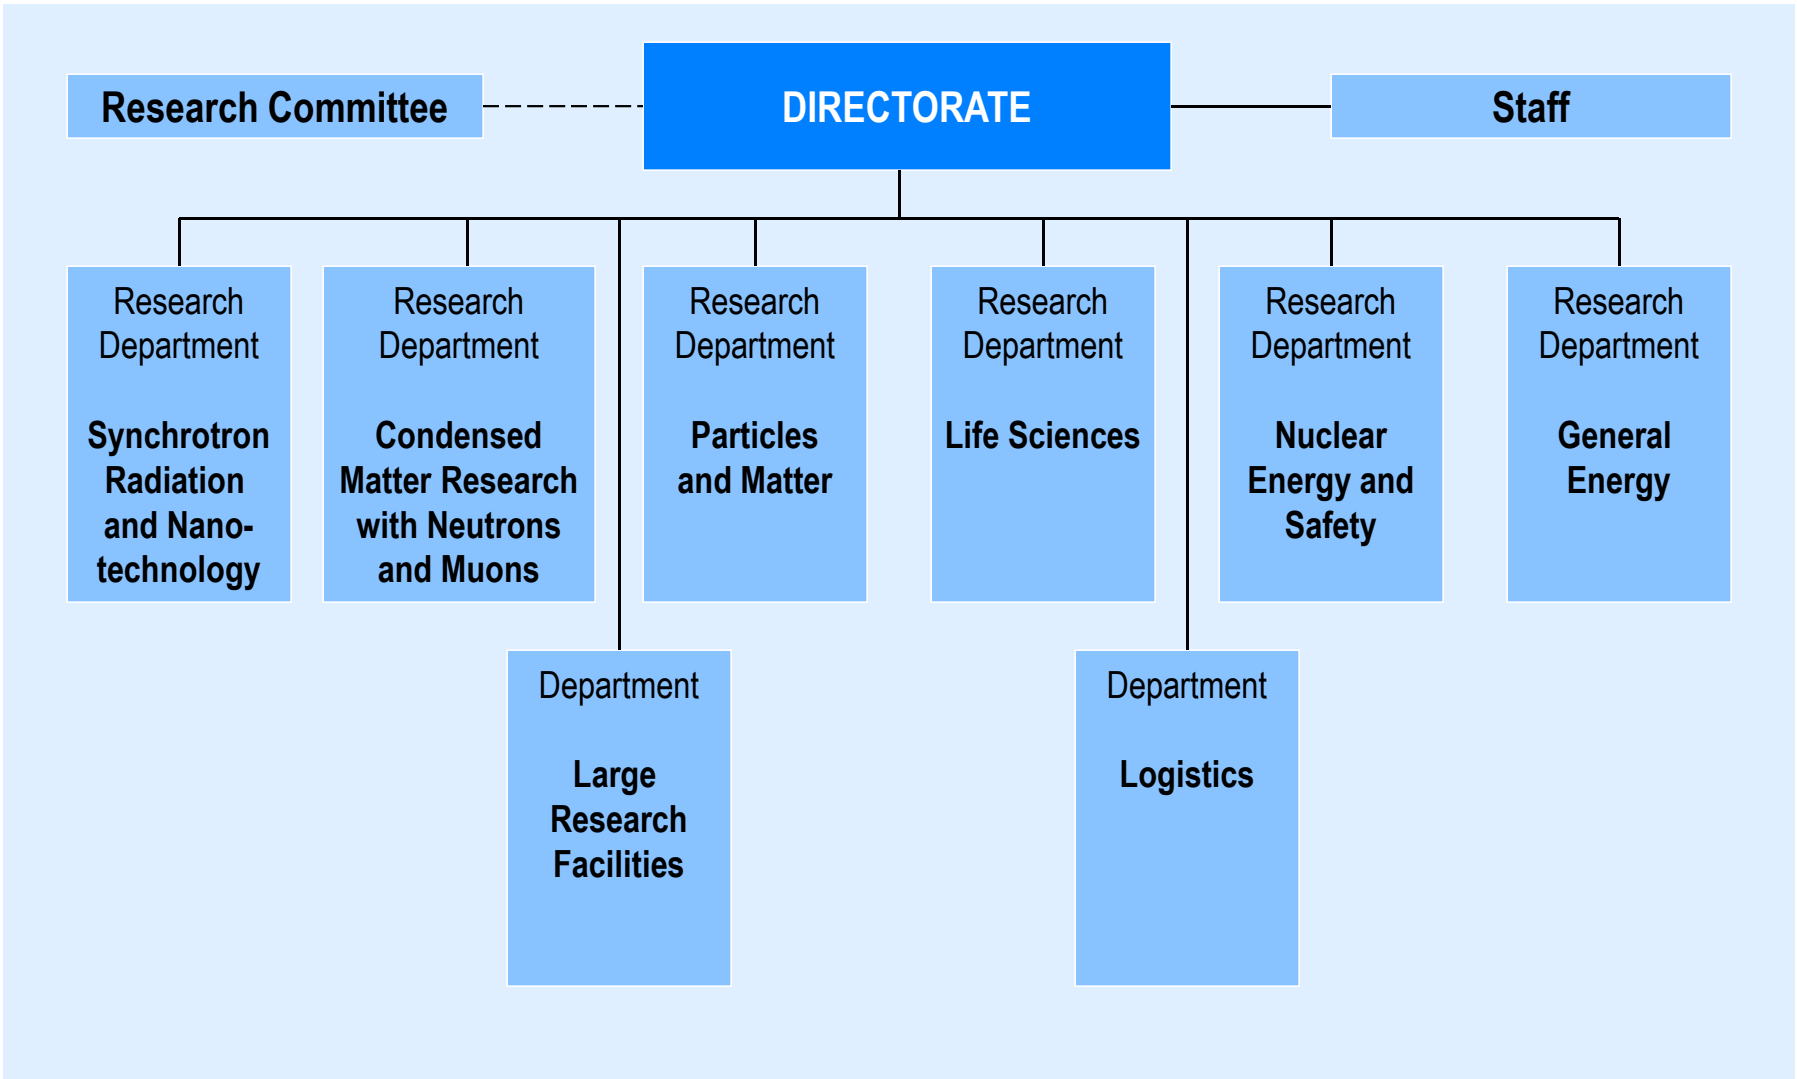 Research Committee
DIRECTORATE
Staff
Research
Department
Synchrotron
Radiation
and Nano-
technology
Research
Department
Condensed
Matter Research
with Neutrons
and Muons
Research
Department
Particles
and Matter
Research
Department
Life Sciences
Research
Department
Nuclear
Energy and
Safety
Research
Department
General
Energy
Department
Large
Research
Facilities
Department
Logistics